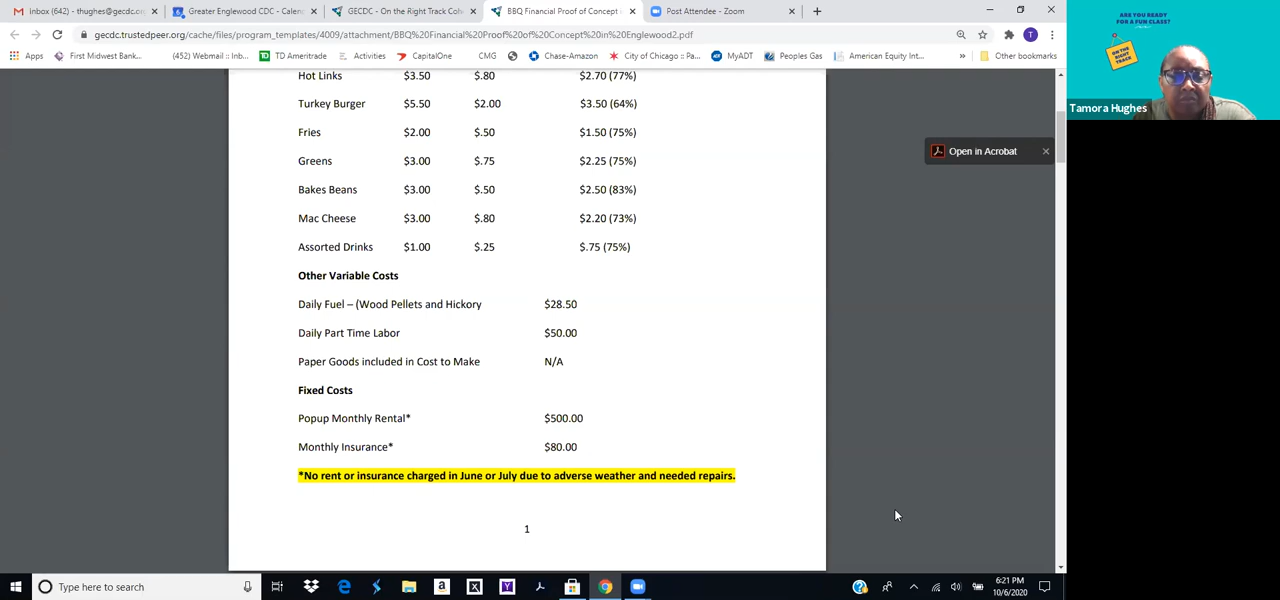 Inbox (642) - thughes@gecdc.or
Greater Englewood CDC - Calen
GECDC - On the Right Track Coh
BBQ Financial Proof of Concept
Post Attendee - Zoom
gecdc.trustedpeer.org/cache/files/program_templates/4009/attachment/BBQ%20Financial%20Proof%20of%20Concept%20in%20Englewood2.pdf
T
Apps First Midwest Bank... (452) Webmail :: Inb... TD Ameritrade Activities CapitalOne CMG Chase-Amazon City of Chicago :: Pa... MyADT Peoples Gas American Equity Int... » Other bookmarks
Hot Links $3.50 $.80 $2.70 (77%)
Turkey Burger $5.50 $2.00 $3.50 (64%)
Fries $2.00 $.50 $1.50 (75%)
Greens $3.00 $.75 $2.25 (75%)
Bakes Beans $3.00 $.50 $2.50 (83%)
Mac Cheese $3.00 $.80 $2.20 (73%)
Assorted Drinks $1.00 $.25 $.75 (75%)
Other Variable Costs
Daily Fuel – (Wood Pellets and Hickory $28.50
Daily Part Time Labor $50.00
Paper Goods included in Cost to Make N/A
Fixed Costs
Popup Monthly Rental* $500.00
Monthly Insurance* $80.00
*No rent or insurance charged in June or July due to adverse weather and needed repairs.
1
Open in Acrobat
ARE YOU READY
FOR A FUN CLASS?
ON THE
RIGHT
TRACK
Tamora Hughes
Type here to search
6:21 PM
10/6/2020